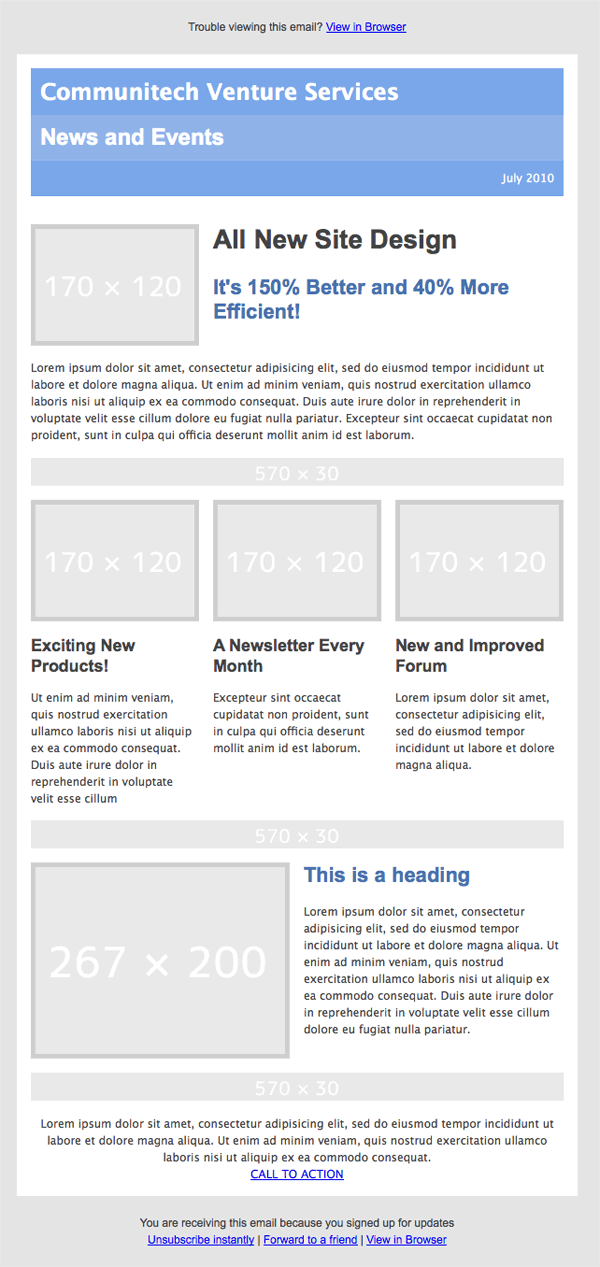 Trouble viewing this email? View in Browser
Communitech Venture Services
News and Events
July 2010
170 × 120
All New Site Design
It's 150% Better and 40% More
Efficient!
Lorem ipsum dolor sit amet, consectetur adipisicing elit, sed do eiusmod tempor incididunt ut
labore et dolore magna aliqua. Ut enim ad minim veniam, quis nostrud exercitation ullamco
laboris nisi ut aliquip ex ea commodo consequat. Duis aute irure dolor in reprehenderit in
voluptate velit esse cillum dolore eu fugiat nulla pariatur. Excepteur sint occaecat cupidatat non
proident, sunt in culpa qui officia deserunt mollit anim id est laborum.
570 × 30
170 × 120
170 × 120
170 × 120
Exciting New
Products!
Ut enim ad minim veniam,
quis nostrud exercitation
ullamco laboris nisi ut aliquip
ex ea commodo consequat.
Duis aute irure dolor in
reprehenderit in voluptate
velit esse cillum
A Newsletter Every
Month
Excepteur sint occaecat
cupidatat non proident, sunt
in culpa qui officia deserunt
mollit anim id est laborum.
New and Improved
Forum
Lorem ipsum dolor sit amet,
consectetur adipisicing elit,
sed do eiusmod tempor
incididunt ut labore et dolore
magna aliqua.
570 × 30
267 × 200
This is a heading
Lorem ipsum dolor sit amet, consectetur
adipisicing elit, sed do eiusmod tempor
incididunt ut labore et dolore magna aliqua. Ut
enim ad minim veniam, quis nostrud exercitation
ullamco laboris nisi ut aliquip ex
ea commodo consequat. Duis aute irure dolor
in reprehenderit in voluptate velit esse cillum
dolore eu fugiat nulla pariatur.
570 × 30
Lorem ipsum dolor sit amet, consectetur adipisicing elit, sed do eiusmod tempor incididunt ut
labore et dolore magna aliqua. Ut enim ad minim veniam, quis nostrud exercitation ullamco
laboris nisi ut aliquip ex ea commodo consequat.
CALL TO ACTION
You are receiving this email because you signed up for updates
Unsubscribe instantly | Forward to a friend | View in Browser